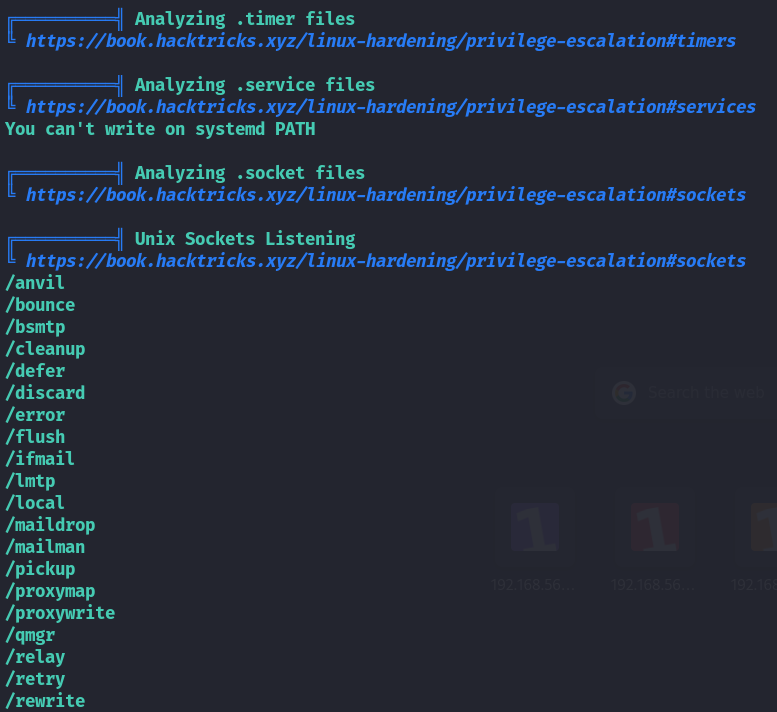 ╔══════════╣ Analyzing .timer files
╚ https://book.hacktricks.xyz/linux-hardening/privilege-escalation#timers
╔══════════╣ Analyzing .service files
╚ https://book.hacktricks.xyz/linux-hardening/privilege-escalation#services
You can't write on systemd PATH
╔══════════╣ Analyzing .socket files
╚ https://book.hacktricks.xyz/linux-hardening/privilege-escalation#sockets
╔══════════╣ Unix Sockets Listening
╚ https://book.hacktricks.xyz/linux-hardening/privilege-escalation#sockets
/anvil
/bounce
/bsmtp
/cleanup
/defer
/discard
Search the web
/error
/flush
/ifmail
/lmtp
/local
/maildrop
1 1 1
/mailman
/pickup
192.168.56... 192.168.56... 192.168
/proxymap
/proxywrite
/qmgr
/relay
/retry
/rewrite